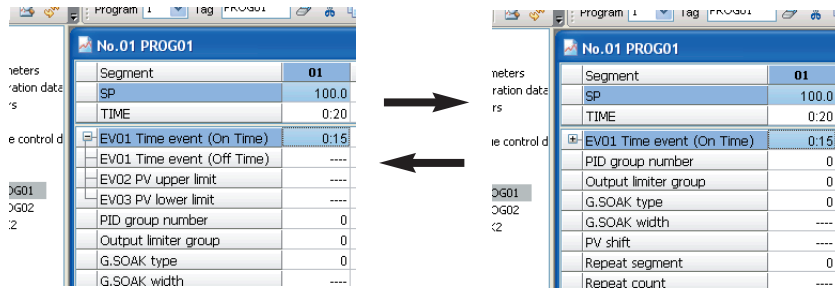 Program 1 Tag PROG01
No.01 PROG01
neters
ration data
rs
e control d
OG01
OG02
:2
Segment 01
SP 100.0
TIME 0:20
EV01 Time event (On Time) 0:15
EV01 Time event (Off Time) ----
EV02 PV upper limit ----
EV03 PV lower limit ----
PID group number 0
Output limiter group 0
G.SOAK type 0
G.SOAK width ----
Program 1 Tag PROG01
No.01 PROG01
neters
ration data
rs
e control d
OG01
OG02
K2
Segment 01
SP 100.0
TIME 0:20
EV01 Time event (On Time) 0:15
PID group number 0
Output limiter group 0
G.SOAK type 0
G.SOAK width ----
PV shift ----
Repeat segment 0
Repeat count ----